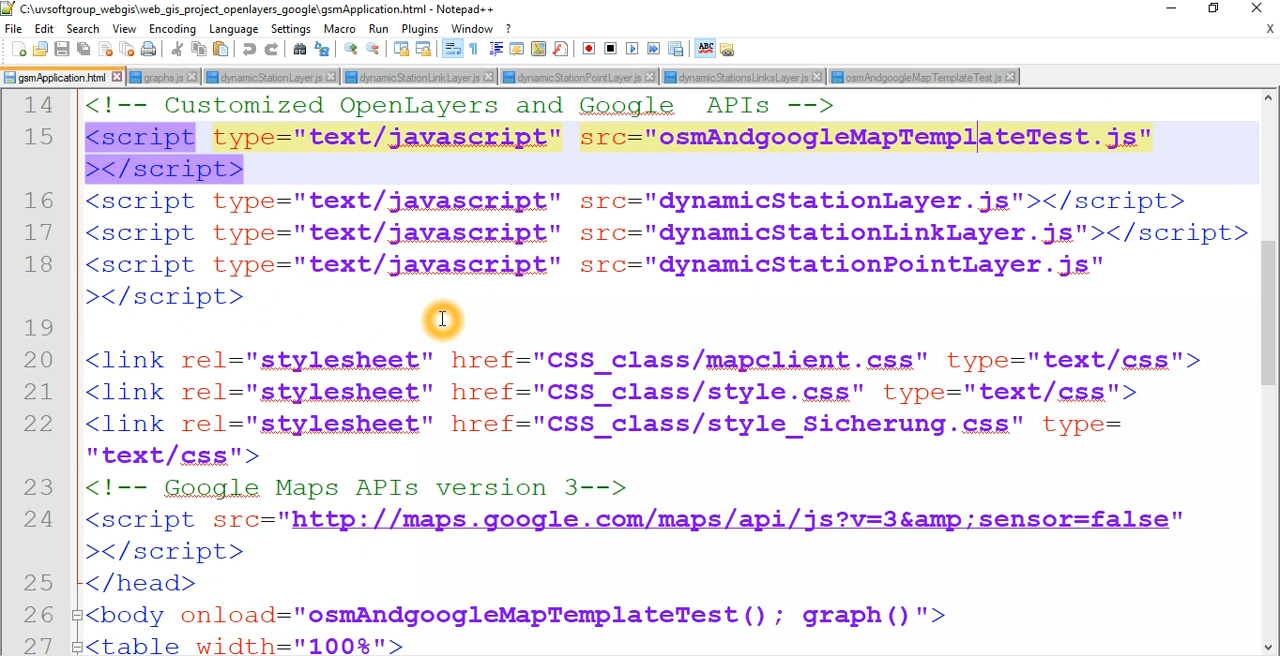 C:\uvsoftgroup_webgis\web_gis_project_openlayers_google\gsmApplication.html - Notepad++
File Edit Search View Encoding Language Settings Macro Run Plugins Window ? X
gsmApplication.html graphs.js dynamicStationLayer.js dynamicStationLinkLayer.js dynamicStationPointLayer.js dynamicStationsLinksLayer.js osmAndgoogleMapTemplateTest.js
14 <!-- Customized OpenLayers and Google  APIs -->
15 <script type="text/javascript" src="osmAndgoogleMapTemplateTest.js"
></script>
16 <script type="text/javascript" src="dynamicStationLayer.js"></script>
17 <script type="text/javascript" src="dynamicStationLinkLayer.js"></script>
18 <script type="text/javascript" src="dynamicStationPointLayer.js"
></script>
19
20 <link rel="stylesheet" href="CSS_class/mapclient.css" type="text/css">
21 <link rel="stylesheet" href="CSS_class/style.css" type="text/css">
22 <link rel="stylesheet" href="CSS_class/style_Sicherung.css" type=
"text/css">
23 <!-- Google Maps APIs version 3-->
24 <script src="http://maps.google.com/maps/api/js?v=3&amp;sensor=false"
></script>
25 </head>
26 <body onload="osmAndgoogleMapTemplateTest(); graph()">
27 <table width="100%">